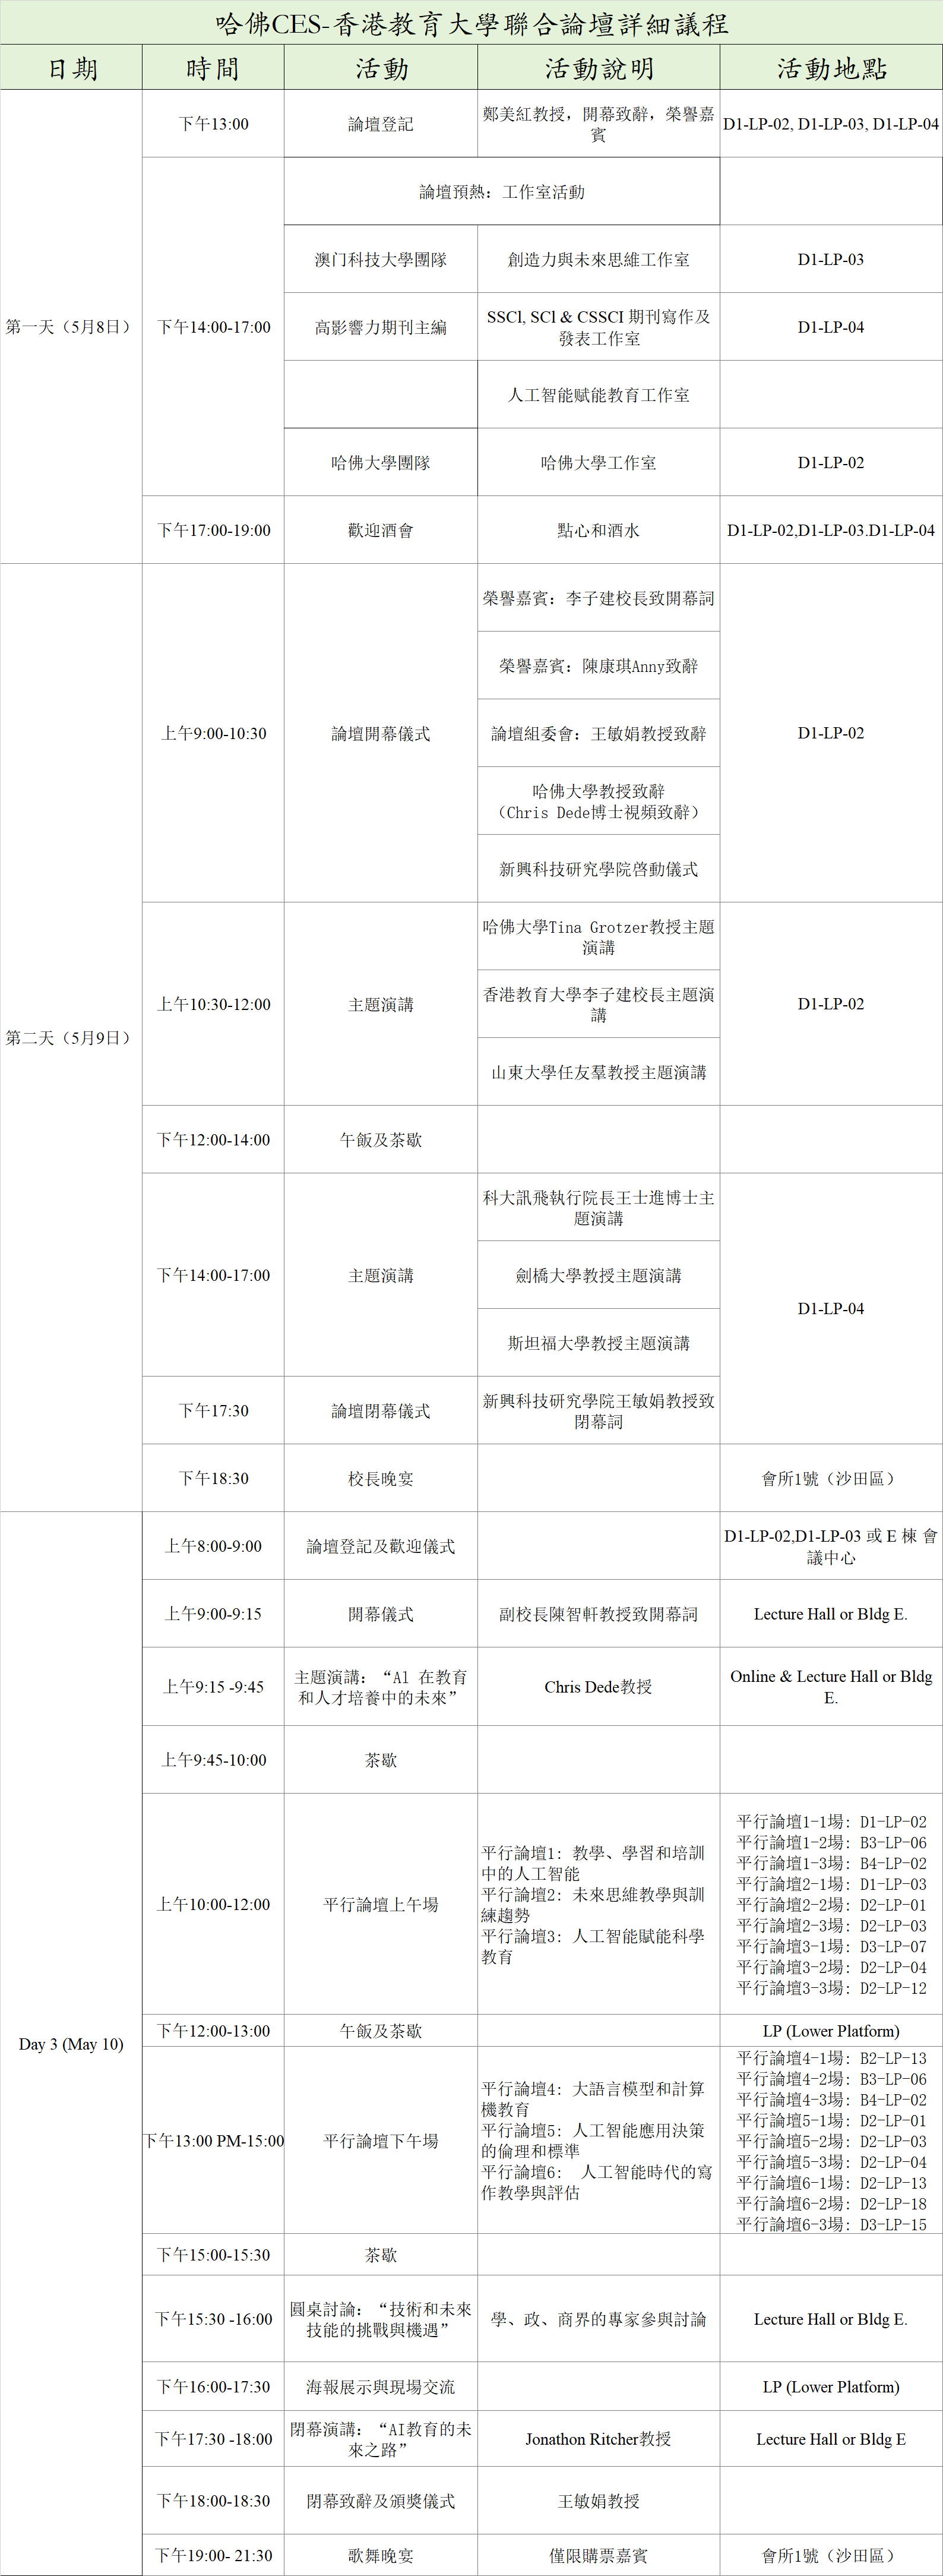 哈佛CES-香港教育大學聯合論壇詳細議程
日期 時間 活動 活動說明 活動地點
第一天（5月8日）
下午13:00
論壇登記
鄭美紅教授，開幕致辭，榮譽嘉
賓
D1-LP-02, D1-LP-03, D1-LP-04
下午14:00-17:00
論壇預熱：工作室活動
澳门科技大學團隊
創造力與未來思維工作室
D1-LP-03
高影響力期刊主編
SSCl, SCl & CSSCI 期刊寫作及
發表工作室
D1-LP-04
人工智能赋能教育工作室
哈佛大學團隊
哈佛大學工作室
D1-LP-02
下午17:00-19:00
歡迎酒會
點心和酒水
D1-LP-02,D1-LP-03.D1-LP-04
第二天（5月9日）
上午9:00-10:30
論壇開幕儀式
榮譽嘉賓：李子建校長致開幕詞
榮譽嘉賓：陳康琪Anny致辭
論壇組委會：王敏娟教授致辭
哈佛大學教授致辭
（Chris Dede博士視頻致辭）
新興科技研究學院啓動儀式
D1-LP-02
上午10:30-12:00
主題演講
哈佛大學Tina Grotzer教授主題
演講
香港教育大學李子建校長主題演
講
山東大學任友羣教授主題演講
D1-LP-02
下午12:00-14:00
午飯及茶歇
下午14:00-17:00
主題演講
科大訊飛執行院長王士進博士主
題演講
劍橋大學教授主題演講
斯坦福大學教授主題演講
D1-LP-04
下午17:30
論壇閉幕儀式
新興科技研究學院王敏娟教授致
閉幕詞
下午18:30
校長晚宴
會所1號（沙田區）
Day 3 (May 10)
上午8:00-9:00
論壇登記及歡迎儀式
D1-LP-02,D1-LP-03 或 E 棟 會
議中心
上午9:00-9:15
開幕儀式
副校長陳智軒教授致開幕詞
Lecture Hall or Bldg E.
上午9:15 -9:45
主題演講：“Al 在教育
和人才培養中的未來”
Chris Dede教授
Online & Lecture Hall or Bldg
E.
上午9:45-10:00
茶歇
上午10:00-12:00
平行論壇上午場
平行論壇1: 教學、學習和培訓
中的人工智能
平行論壇2: 未來思維教學與訓
練趨勢
平行論壇3: 人工智能賦能科學
教育
平行論壇1-1場: D1-LP-02
平行論壇1-2場: B3-LP-06
平行論壇1-3場: B4-LP-02
平行論壇2-1場: D1-LP-03
平行論壇2-2場: D2-LP-01
平行論壇2-3場: D2-LP-03
平行論壇3-1場: D3-LP-07
平行論壇3-2場: D2-LP-04
平行論壇3-3場: D2-LP-12
下午12:00-13:00
午飯及茶歇
LP (Lower Platform)
下午13:00 PM-15:00
平行論壇下午場
平行論壇4: 大語言模型和計算
機教育
平行論壇5: 人工智能應用決策
的倫理和標準
平行論壇6: 人工智能時代的寫
作教學與評估
平行論壇4-1場: B2-LP-13
平行論壇4-2場: B3-LP-06
平行論壇4-3場: B4-LP-02
平行論壇5-1場: D2-LP-01
平行論壇5-2場: D2-LP-03
平行論壇5-3場: D2-LP-04
平行論壇6-1場: D2-LP-13
平行論壇6-2場: D2-LP-18
平行論壇6-3場: D3-LP-15
下午15:00-15:30
茶歇
下午15:30 -16:00
圓桌討論：“技術和未來
技能的挑戰與機遇”
學、政、商界的專家參與討論
Lecture Hall or Bldg E.
下午16:00-17:30
海報展示與現場交流
LP (Lower Platform)
下午17:30 -18:00
閉幕演講：“AI教育的未
來之路”
Jonathon Ritcher教授
Lecture Hall or Bldg E
下午18:00-18:30
閉幕致辭及頒獎儀式
王敏娟教授
下午19:00- 21:30
歌舞晚宴
僅限購票嘉賓
會所1號（沙田區）